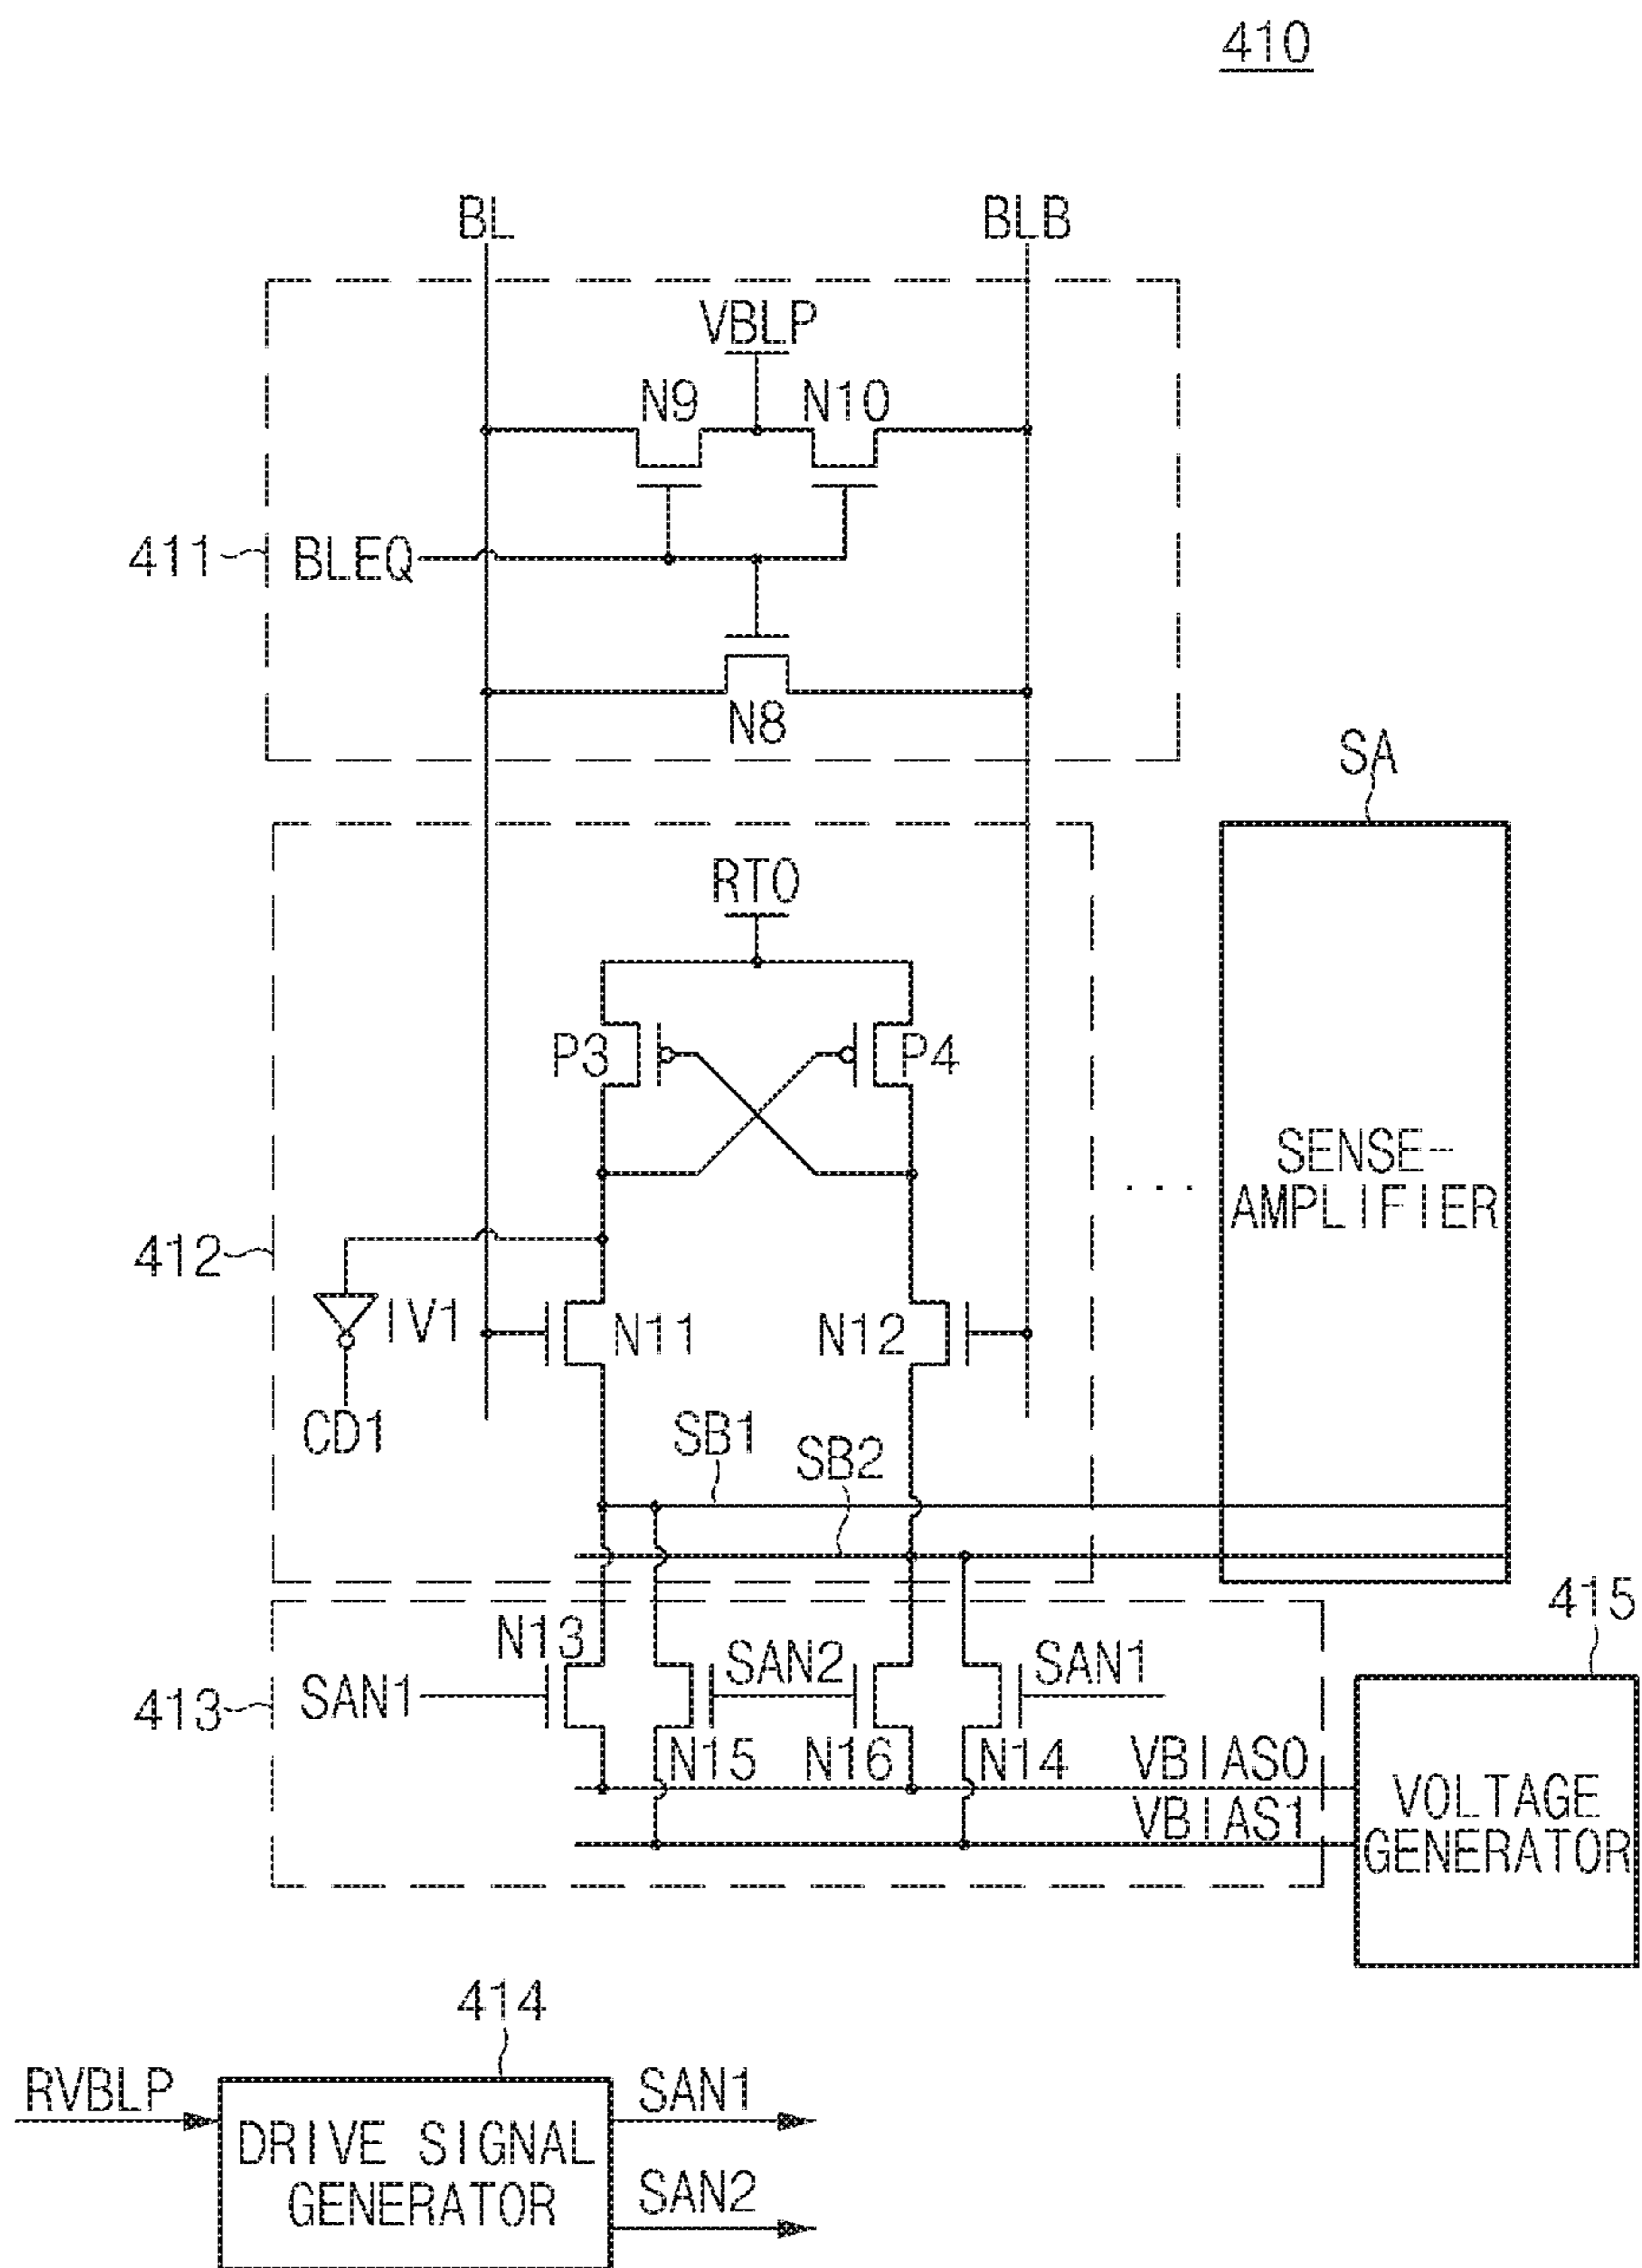 410
BL
BLB
VBLP
N9
N10
411
BLEQ
N8
SA
RTO
P3
P4
SENSE-
AMPLIFIER
...
412
IV1
N11
N12
CD1
SB1
SB2
415
N13
SAN1
SAN2
SAN1
413
N15
N16
N14
VBIAS0
VBIAS1
VOLTAGE
GENERATOR
414
RVBLP
SAN1
DRIVE SIGNAL
GENERATOR
SAN2